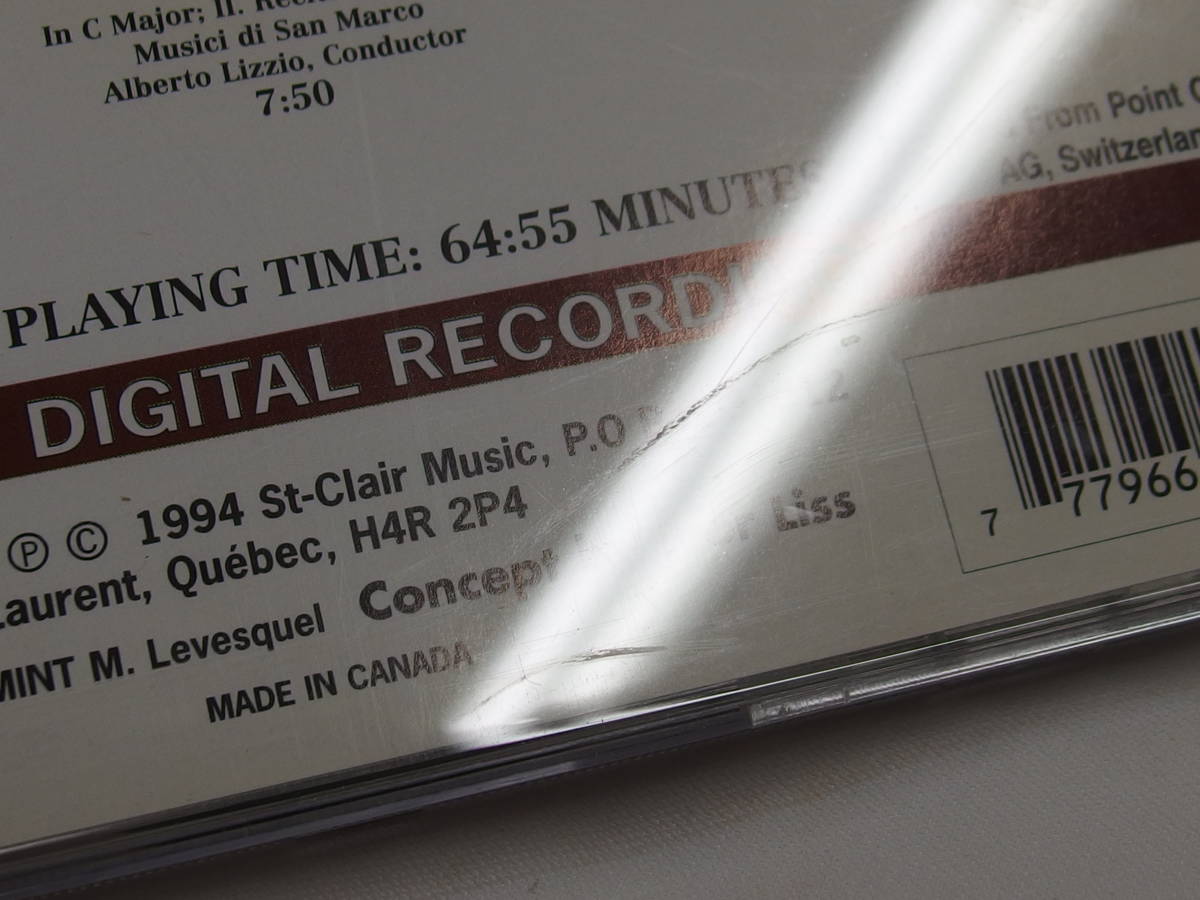 In C Major; II.
Musici di San Marco
Alberto Lizzio, Conductor
7:50
From Point
AG, Switzerlan
PLAYING TIME: 64:55 MINUTES
DIGITAL RECORDI
Ⓟ © 1994 St-Clair Music, P.O
Laurent, Québec, H4R 2P4
Concept Liss
MINT M. Levesquel
MADE IN CANADA
7 77966